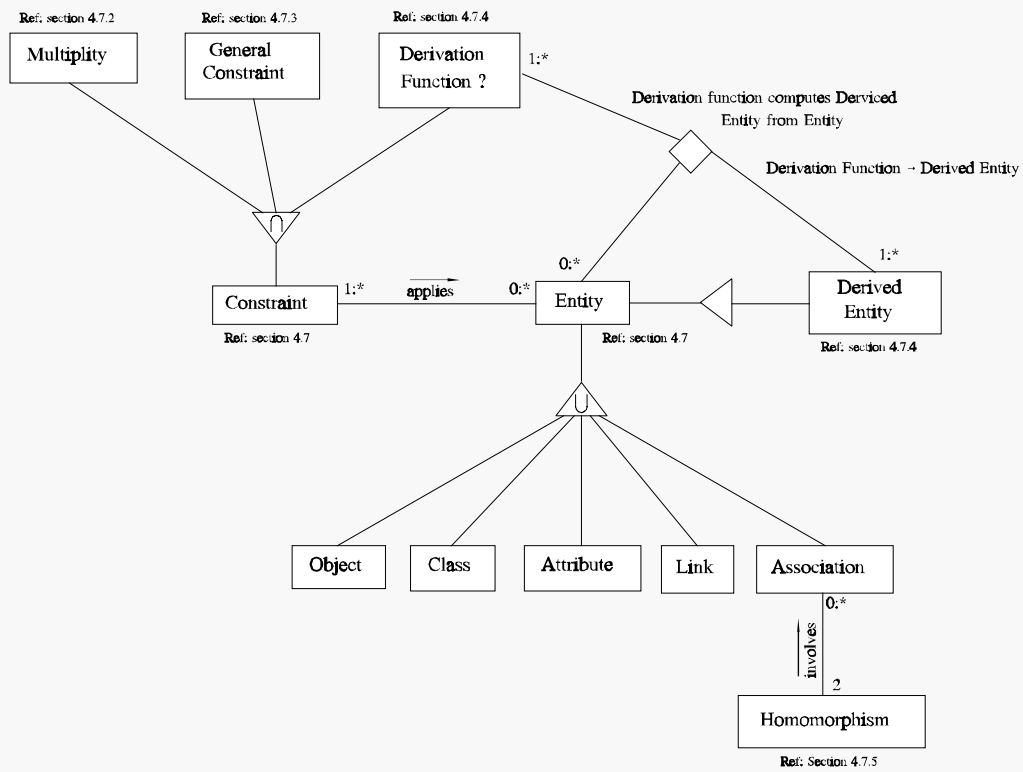 Ref: section 4.7.2
Ref: section 4.7.3
Ref: section 4.7.4
Multiplity
General
Constraint
Derivation
Function ?
1:*
Derivation function computes Derviced
Entity from Entity
Derivation Function → Derived Entity
∩
0:*
1:*
Constraint
1:*
applies
0:*
Entity
Derived
Entity
Ref: section 4.7
Ref: section 4.7
Ref: section 4.7.4
∪
Object
Class
Attribute
Link
Association
0:*
involves
2
Homomorphism
Ref: Section 4.7.5